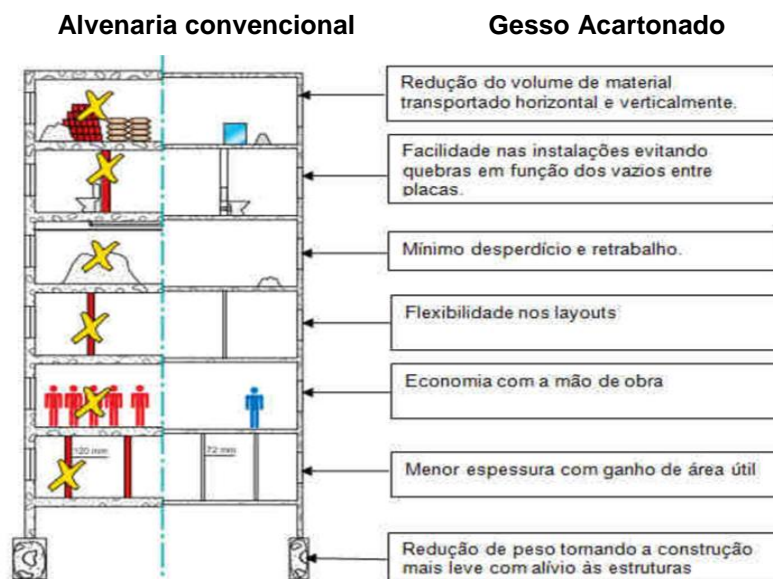 Alvenaria convencional
Gesso Acartonado
Redução do volume de material
transportado horizontal e verticalmente.
Facilidade nas instalações evitando
quebras em função dos vazios entre
placas.
Mínimo desperdício e retrabalho.
Flexibilidade nos layouts
Economia com a mão de obra
120 mm
72 mm
Menor espessura com ganho de área útil
Redução de peso tornando a construção
mais leve com alívio às estruturas